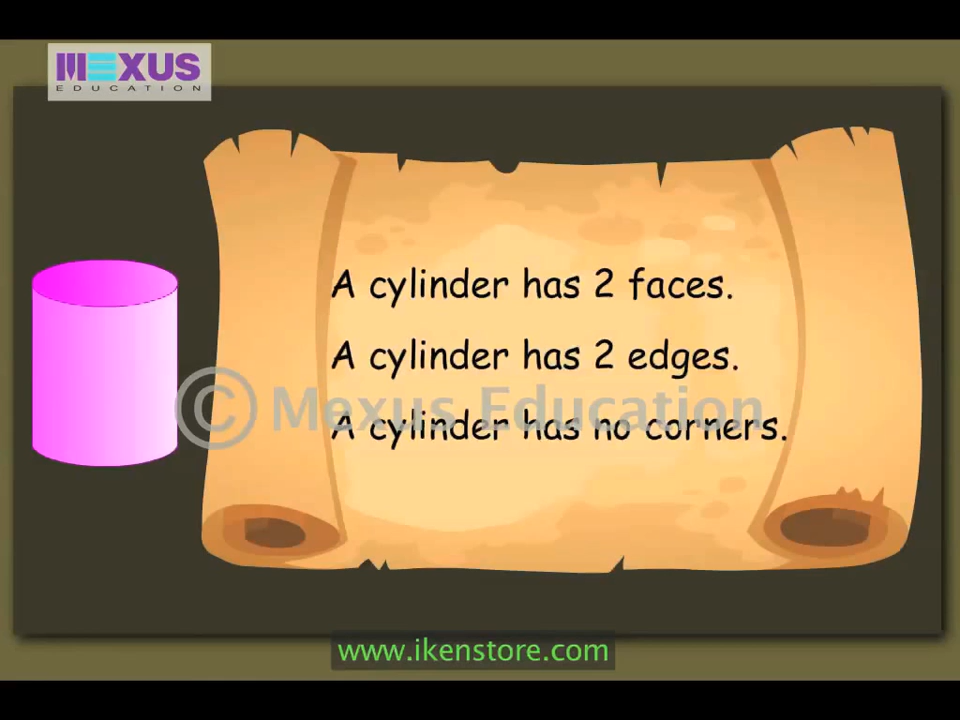 MEXUS
EDUCATION
A cylinder has 2 faces.
A cylinder has 2 edges.
© Mexus Education
A cylinder has no corners.
www.ikenstore.com